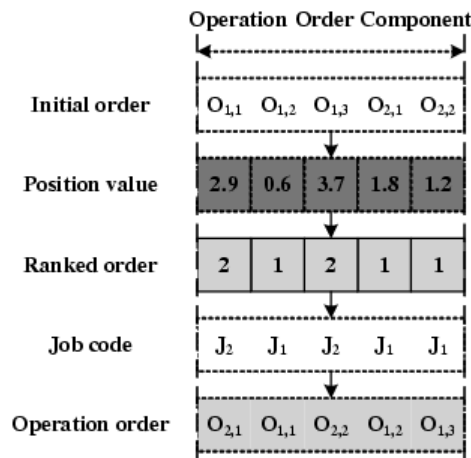 Operation Order Component
Initial order O1,1 O1,2 O1,3 O2,1 O2,2
Position value 2.9 0.6 3.7 1.8 1.2
Ranked order 2 1 2 1 1
Job code J2 J1 J2 J1 J1
Operation order O2,1 O1,1 O2,2 O1,2 O1,3